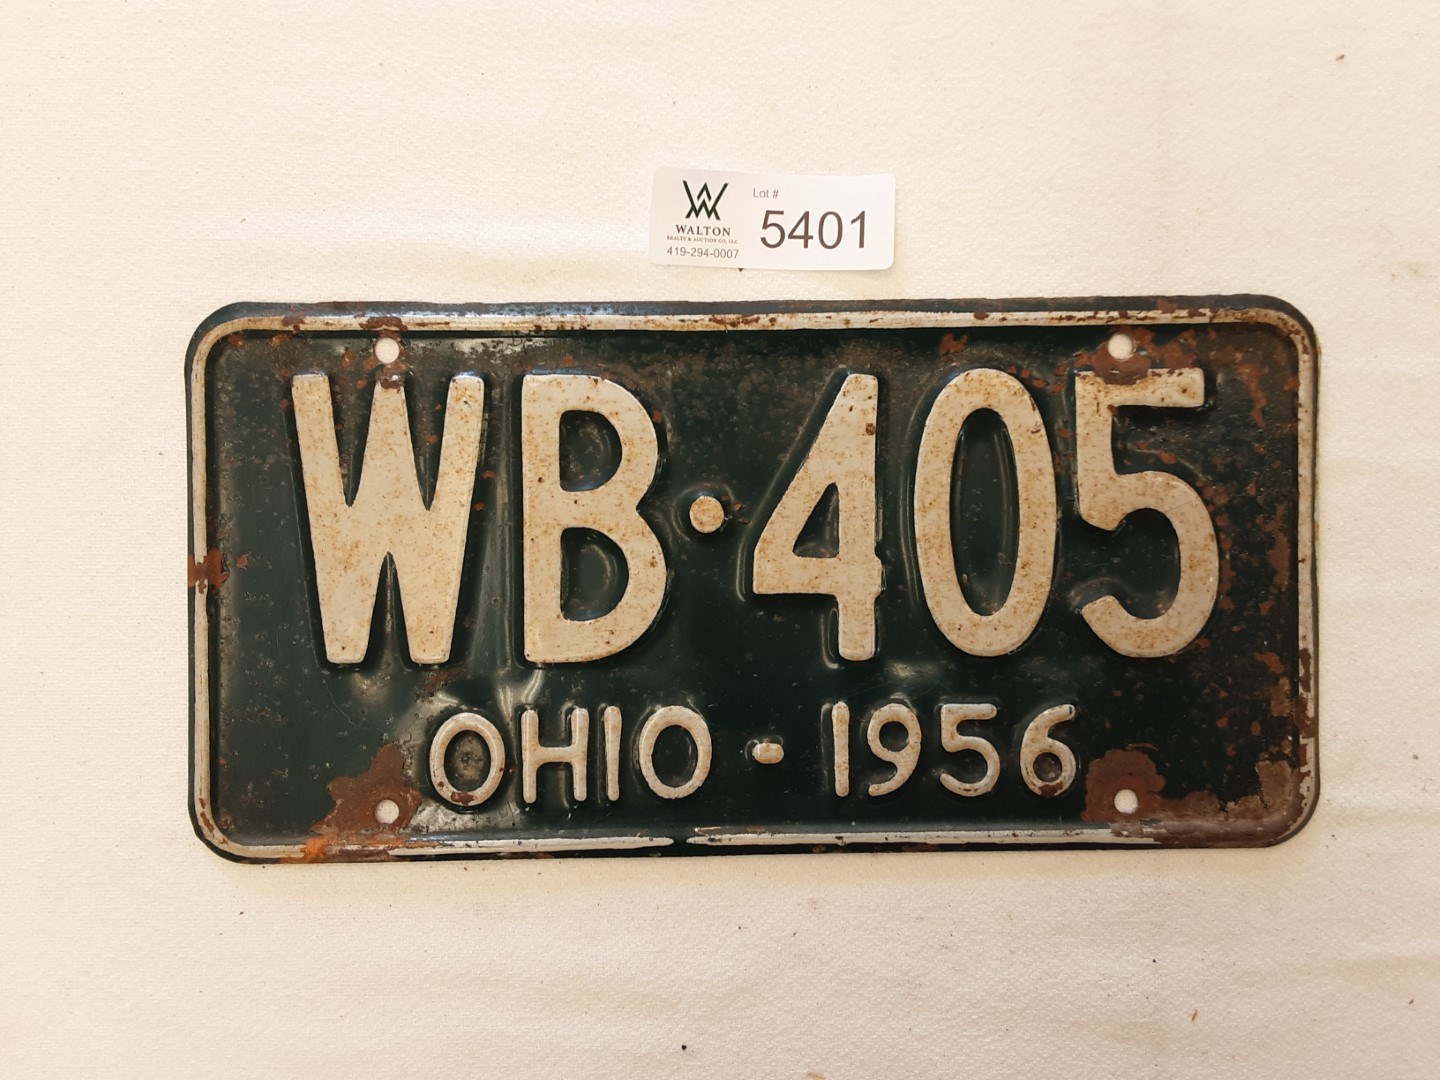 Lot #
5401
WALTON
REALTY & AUCTION CO, LLC
419-294-0007
WB·405
OHIO - 1956